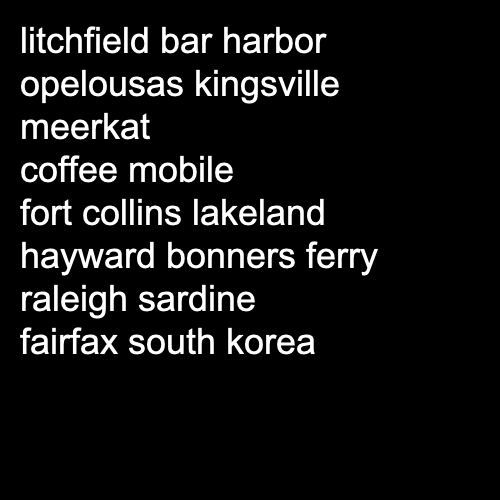 litchfield bar harbor
opelousas kingsville
meerkat
coffee mobile
fort collins lakeland
hayward bonners ferry
raleigh sardine
fairfax south korea